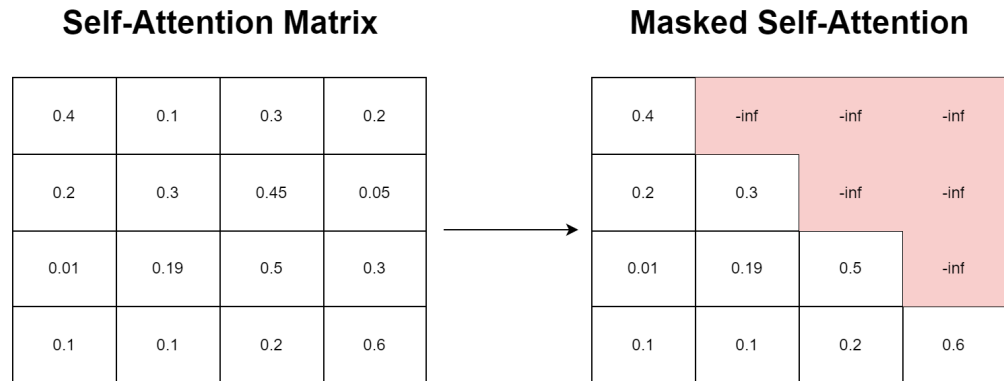 Self-Attention Matrix
0.4 0.1 0.3 0.2
0.2 0.3 0.45 0.05
0.01 0.19 0.5 0.3
0.1 0.1 0.2 0.6
Masked Self-Attention
0.4 -inf -inf -inf
0.2 0.3 -inf -inf
0.01 0.19 0.5 -inf
0.1 0.1 0.2 0.6